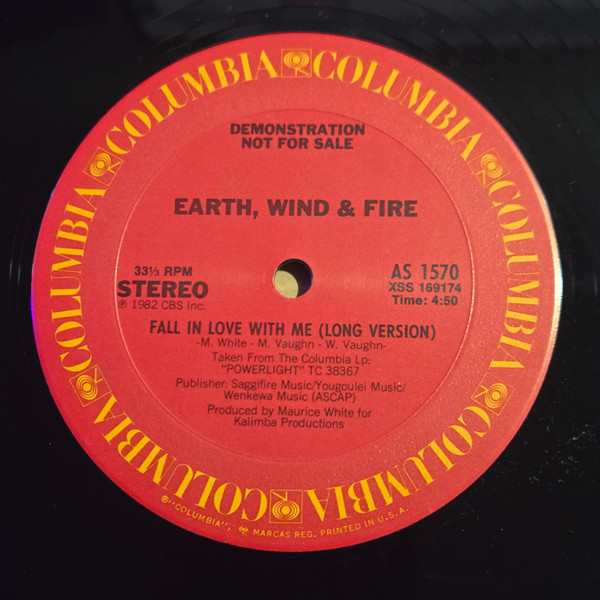 COLUMBIA COLUMBIA COLUMBIA COLUMBIA COLUMBIA COLUMBIA COLUMBIA COLUMBIA
DEMONSTRATION
NOT FOR SALE
EARTH, WIND & FIRE
33⅓ RPM
STEREO
℗ 1982 CBS Inc.
AS 1570
XSS 169174
Time: 4:50
FALL IN LOVE WITH ME (LONG VERSION)
-M. White - M. Vaughn - W. Vaughn-
Taken From The Columbia Lp:
"POWERLIGHT" TC 38367
Publisher: Saggifire Music/Yougoulei Music/
Wenkewa Music (ASCAP)
Produced by Maurice White for
Kalimba Productions
®"COLUMBIA", MARCAS REG. PRINTED IN U.S.A.